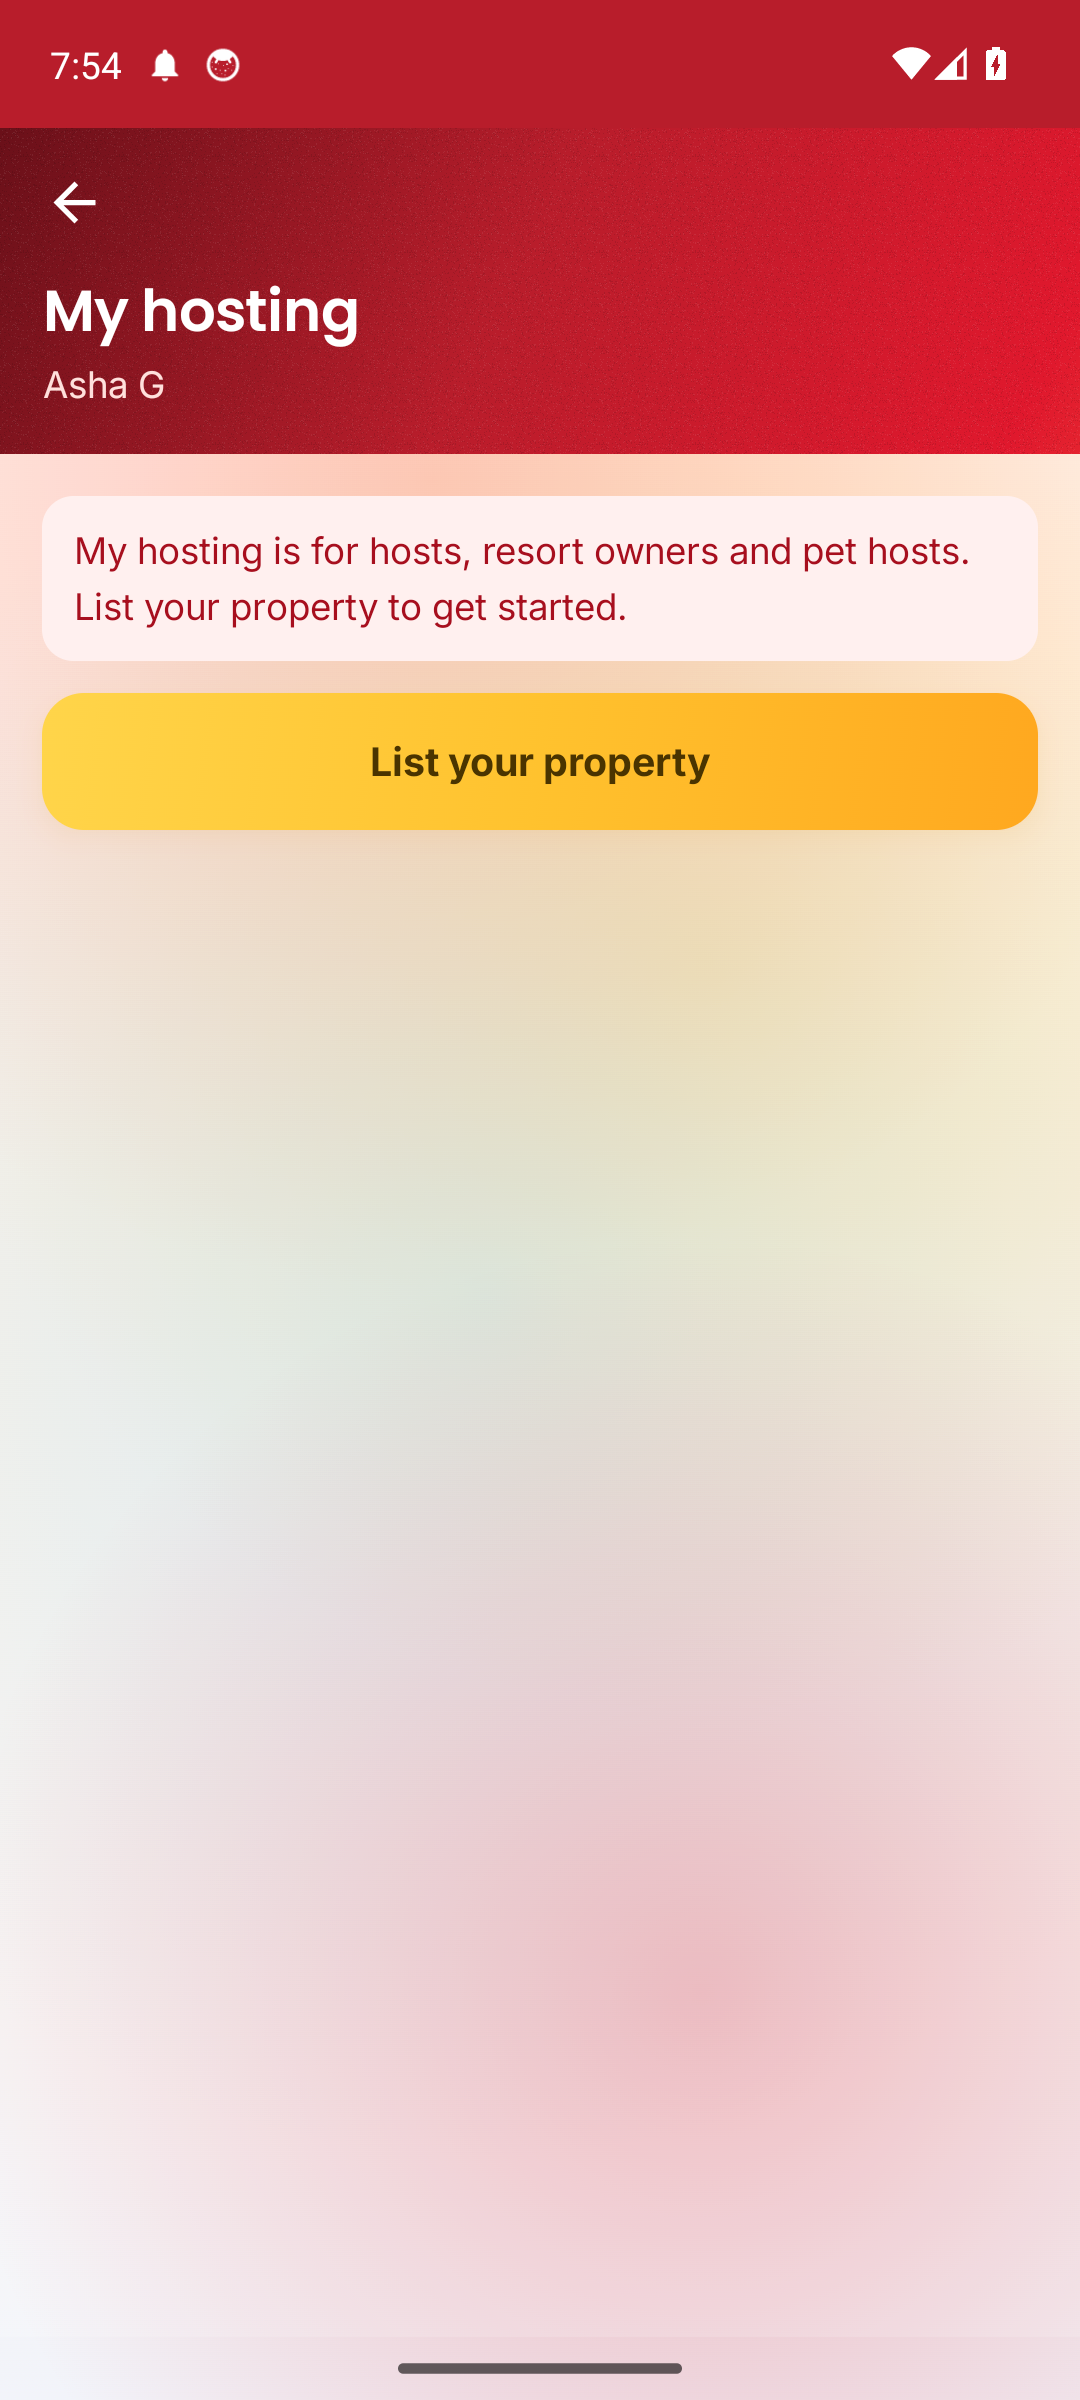 7:54
My hosting
Asha G
My hosting is for hosts, resort owners and pet hosts.
List your property to get started.
List your property